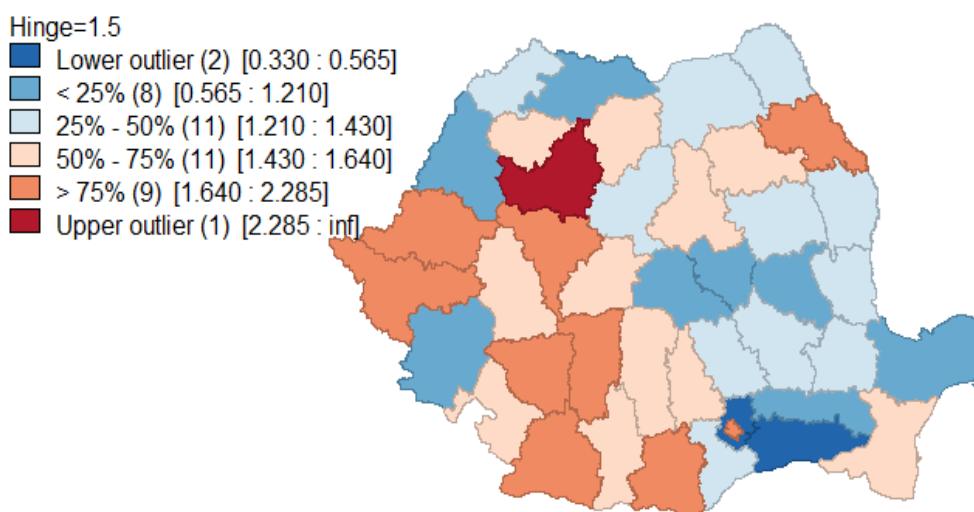 Hinge=1.5
Lower outlier (2) [0.330 : 0.565]
< 25% (8) [0.565 : 1.210]
25% - 50% (11) [1.210 : 1.430]
50% - 75% (11) [1.430 : 1.640]
> 75% (9) [1.640 : 2.285]
Upper outlier (1) [2.285 : inf]